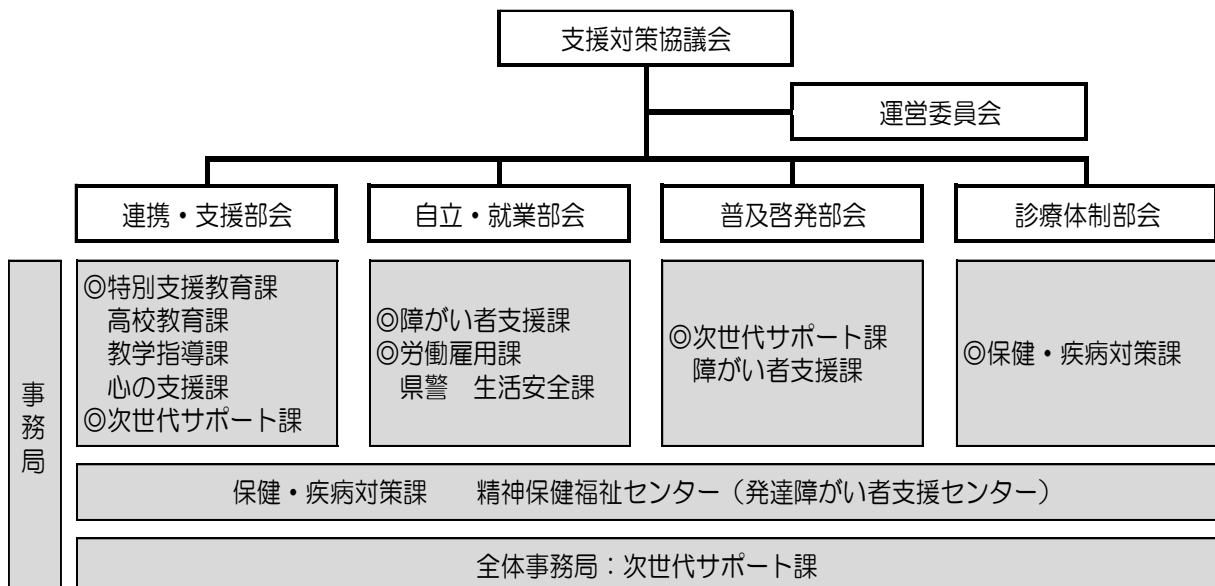 支援対策協議会
運営委員会
連携・支援部会
自立・就業部会
普及啓発部会
診療体制部会
事務局
◎特別支援教育課
高校教育課
教学指導課
心の支援課
◎次世代サポート課
◎障がい者支援課
◎労働雇用課
県警　生活安全課
◎次世代サポート課
障がい者支援課
◎保健・疾病対策課
保健・疾病対策課　　精神保健福祉センター（発達障がい者支援センター）
全体事務局：次世代サポート課